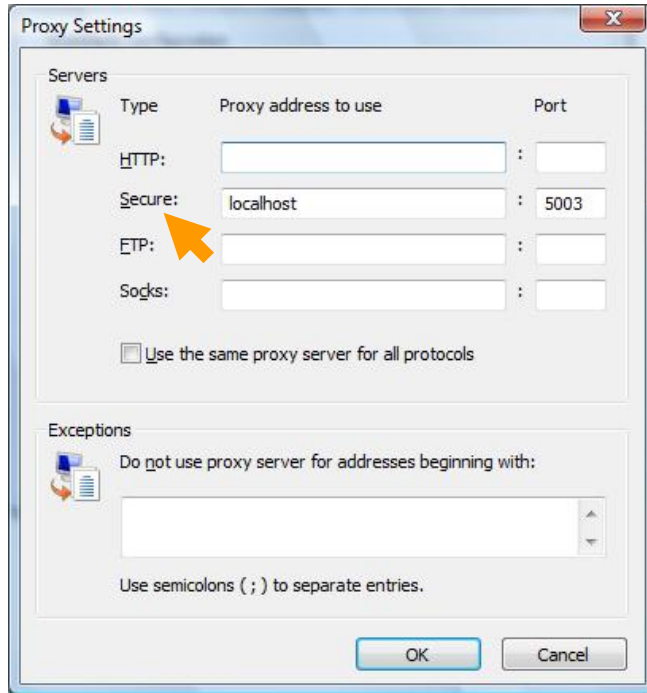 Proxy Settings
Servers
Type Proxy address to use Port
HTTP: :
Secure: localhost : 5003
FTP: :
Socks: :
Use the same proxy server for all protocols
Exceptions
Do not use proxy server for addresses beginning with:
Use semicolons ( ; ) to separate entries.
OK Cancel